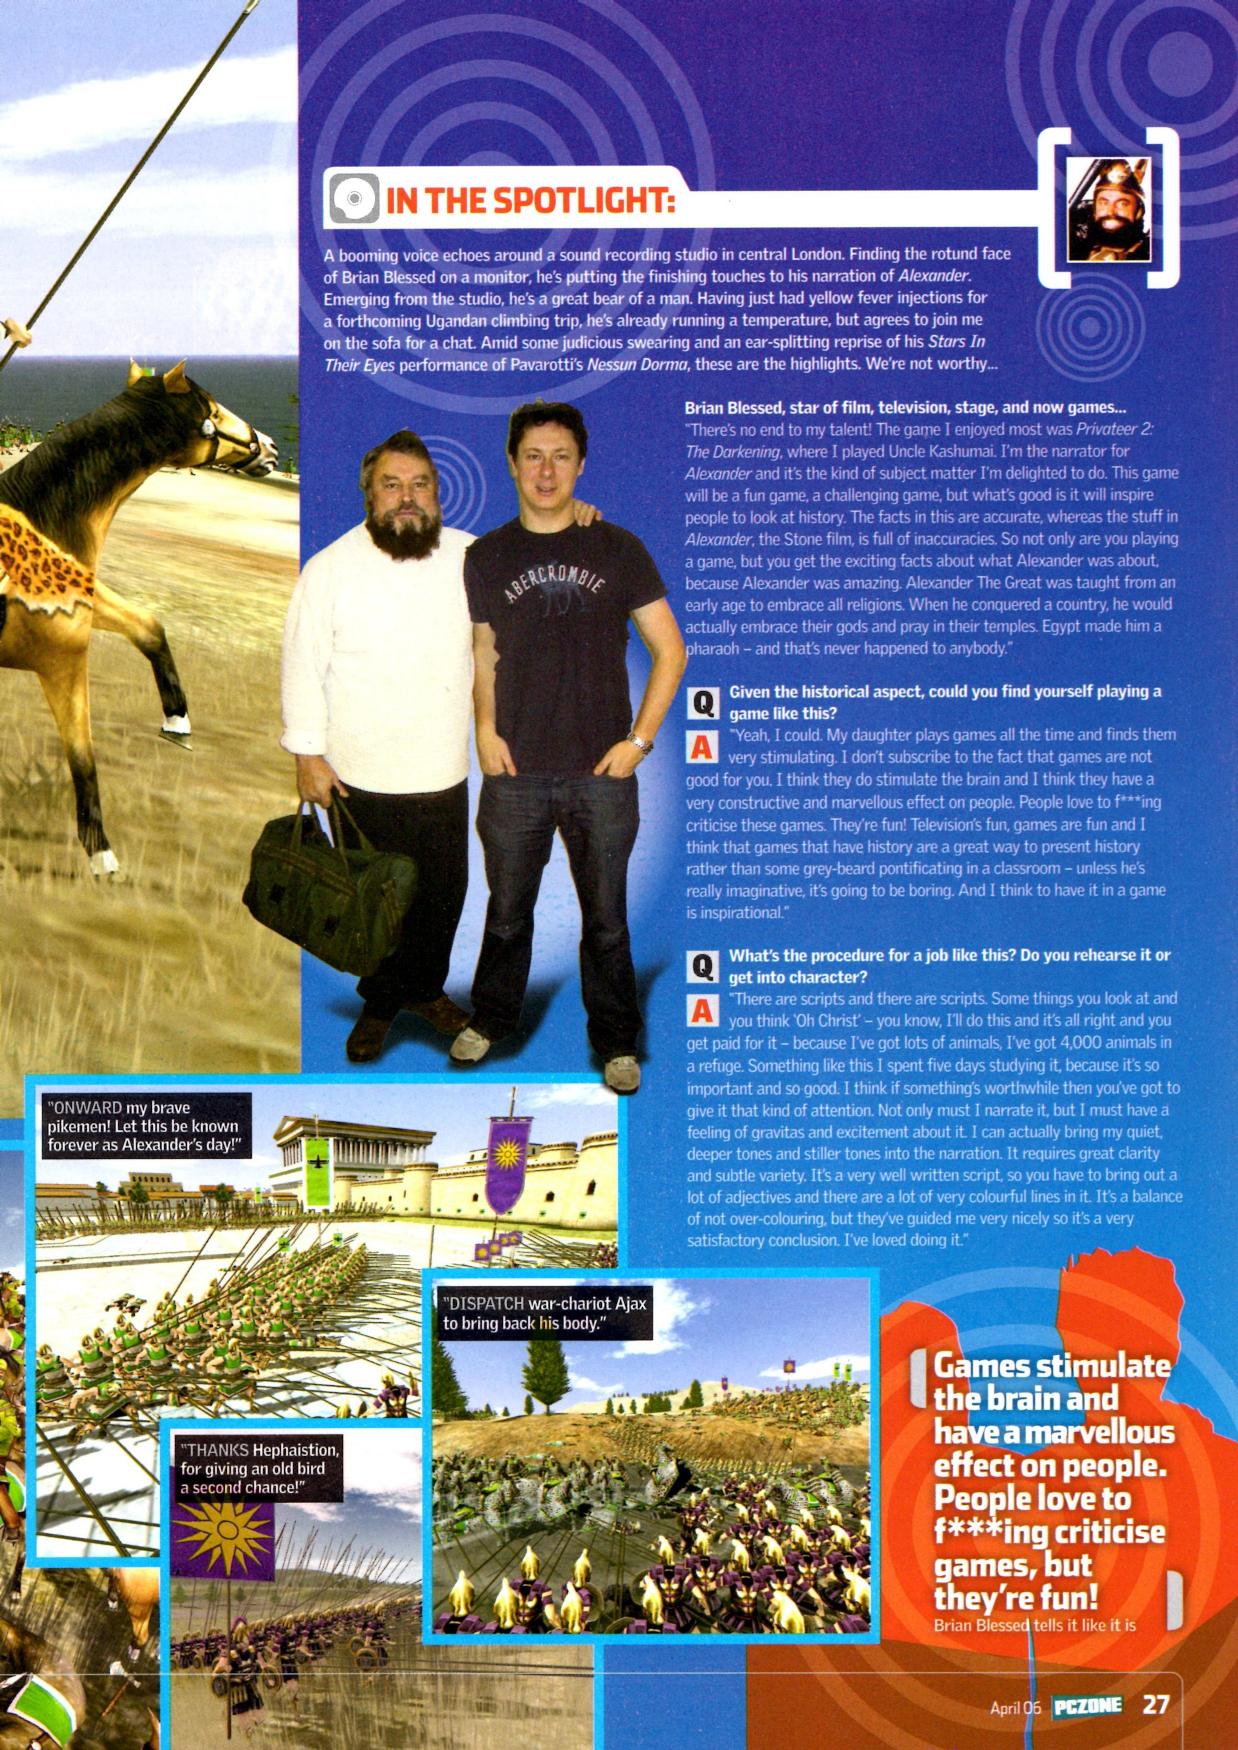 IN THE SPOTLIGHT:
A booming voice echoes around a sound recording studio in central London. Finding the rotund face
of Brian Blessed on a monitor, he's putting the finishing touches to his narration of Alexander.
Emerging from the studio, he's a great bear of a man. Having just had yellow fever injections for
a forthcoming Ugandan climbing trip, he's already running a temperature, but agrees to join me
on the sofa for a chat. Amid some judicious swearing and an ear-splitting reprise of his Stars In
Their Eyes performance of Pavarotti's Nessun Dorma, these are the highlights. We're not worthy...
Brian Blessed, star of film, television, stage, and now games...
"There's no end to my talent! The game I enjoyed most was Privateer 2:
The Darkening, where I played Uncle Kashumai. I'm the narrator for
Alexander and it's the kind of subject matter I'm delighted to do. This game
will be a fun game, a challenging game, but what's good is it will inspire
people to look at history. The facts in this are accurate, whereas the stuff in
Alexander, the Stone film, is full of inaccuracies. So not only are you playing
a game, but you get the exciting facts about what Alexander was about,
because Alexander was amazing. Alexander The Great was taught from an
early age to embrace all religions. When he conquered a country, he would
actually embrace their gods and pray in their temples. Egypt made him a
pharaoh – and that's never happened to anybody."
Q Given the historical aspect, could you find yourself playing a
game like this?
A "Yeah, I could. My daughter plays games all the time and finds them
very stimulating. I don't subscribe to the fact that games are not
good for you. I think they do stimulate the brain and I think they have a
very constructive and marvellous effect on people. People love to f***ing
criticise these games. They're fun! Television's fun, games are fun and I
think that games that have history are a great way to present history
rather than some grey-beard pontificating in a classroom – unless he's
really imaginative, it's going to be boring. And I think to have it in a game
is inspirational."
Q What's the procedure for a job like this? Do you rehearse it or
get into character?
A "There are scripts and there are scripts. Some things you look at and
you think 'Oh Christ' – you know, I'll do this and it's all right and you
get paid for it – because I've got lots of animals, I've got 4,000 animals in
a refuge. Something like this I spent five days studying it, because it's so
important and so good. I think if something's worthwhile then you've got to
give it that kind of attention. Not only must I narrate it, but I must have a
feeling of gravitas and excitement about it. I can actually bring my quiet,
deeper tones and stiller tones into the narration. It requires great clarity
and subtle variety. It's a very well written script, so you have to bring out a
lot of adjectives and there are a lot of very colourful lines in it. It's a balance
of not over-colouring, but they've guided me very nicely so it's a very
satisfactory conclusion. I've loved doing it."
ABERCROMBIE
"ONWARD my brave
pikemen! Let this be known
forever as Alexander's day!"
"DISPATCH war-chariot Ajax
to bring back his body."
"THANKS Hephaistion,
for giving an old bird
a second chance!"
Games stimulate
the brain and
have a marvellous
effect on people.
People love to
f***ing criticise
games, but
they're fun!
Brian Blessed tells it like it is
April 06 PCZONE 27